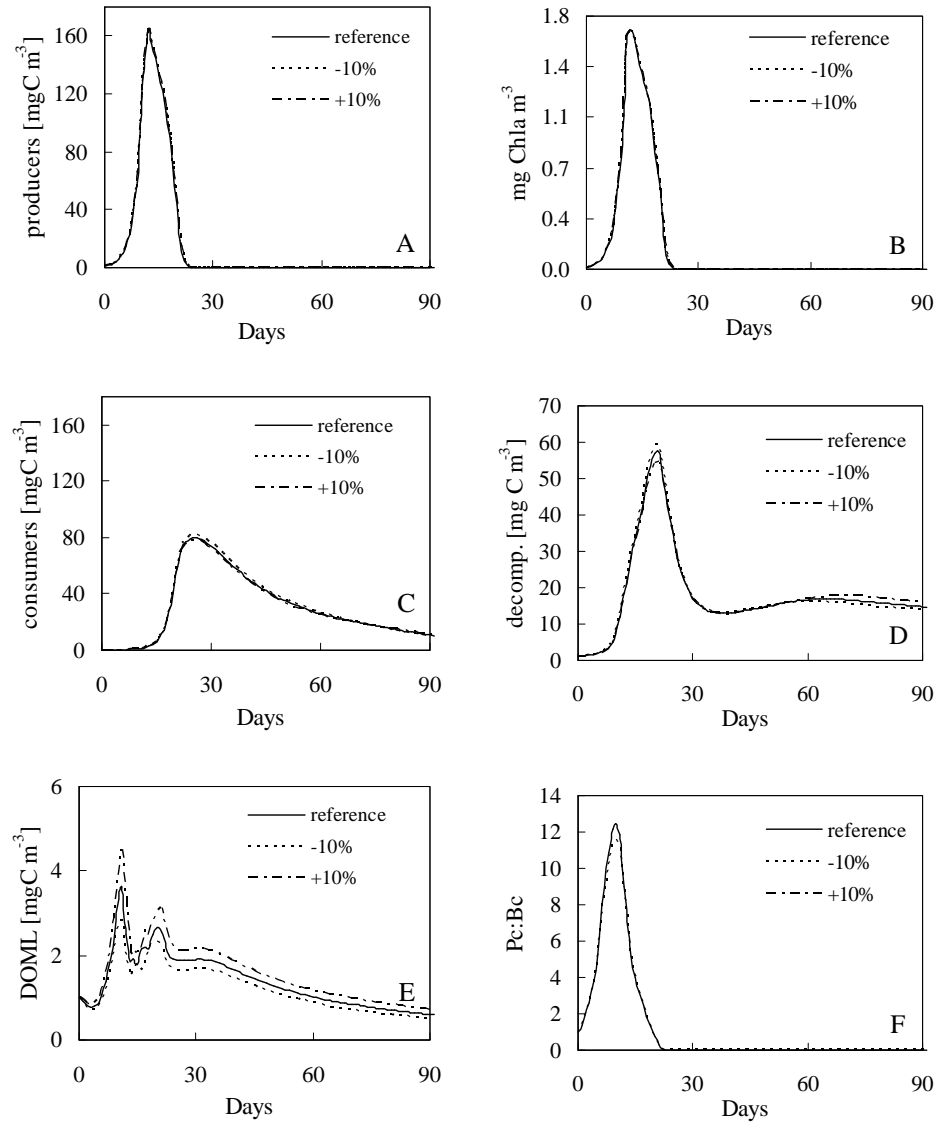 producers [mgC m-3]
160
120
80
40
0
reference
-10%
+10%
A
0 30 60 90
Days
mg Chla m-3
1.8
1.4
1.1
0.7
0.4
0.0
reference
-10%
+10%
B
0 30 60 90
Days
consumers [mgC m-3]
160
120
80
40
0
reference
-10%
+10%
C
0 30 60 90
Days
decomp. [mg C m-3]
70
60
50
40
30
20
10
0
reference
-10%
+10%
D
0 30 60 90
Days
DOML [mgC m-3]
6
4
2
0
reference
-10%
+10%
E
0 30 60 90
Days
Pc:Bc
14
12
10
8
6
4
2
0
reference
-10%
+10%
F
0 30 60 90
Days